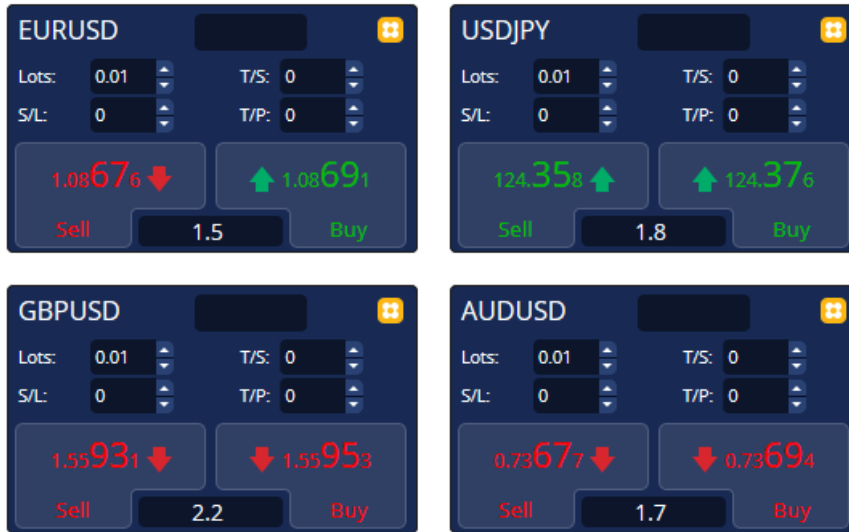 EURUSD
Lots: 0.01 T/S: 0
S/L: 0 T/P: 0
1.08676 1.08691
Sell 1.5 Buy
USDJPY
Lots: 0.01 T/S: 0
S/L: 0 T/P: 0
124.358 124.376
Sell 1.8 Buy
GBPUSD
Lots: 0.01 T/S: 0
S/L: 0 T/P: 0
1.55931 1.55953
Sell 2.2 Buy
AUDUSD
Lots: 0.01 T/S: 0
S/L: 0 T/P: 0
0.73677 0.73694
Sell 1.7 Buy